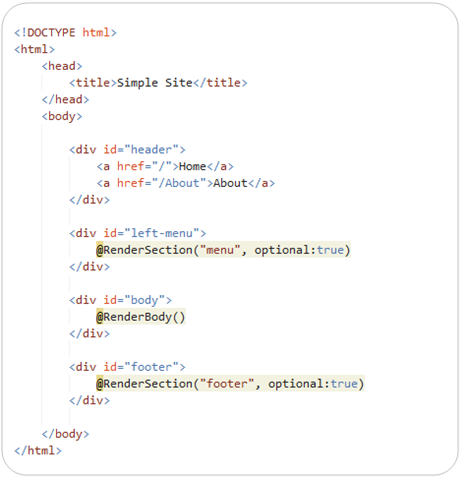 <!DOCTYPE html>
<html>
    <head>
        <title>Simple Site</title>
    </head>
    <body>

        <div id="header">
            <a href="/">Home</a>
            <a href="/About">About</a>
        </div>

        <div id="left-menu">
            @RenderSection("menu", optional:true)
        </div>

        <div id="body">
            @RenderBody()
        </div>

        <div id="footer">
            @RenderSection("footer", optional:true)
        </div>

    </body>
</html>